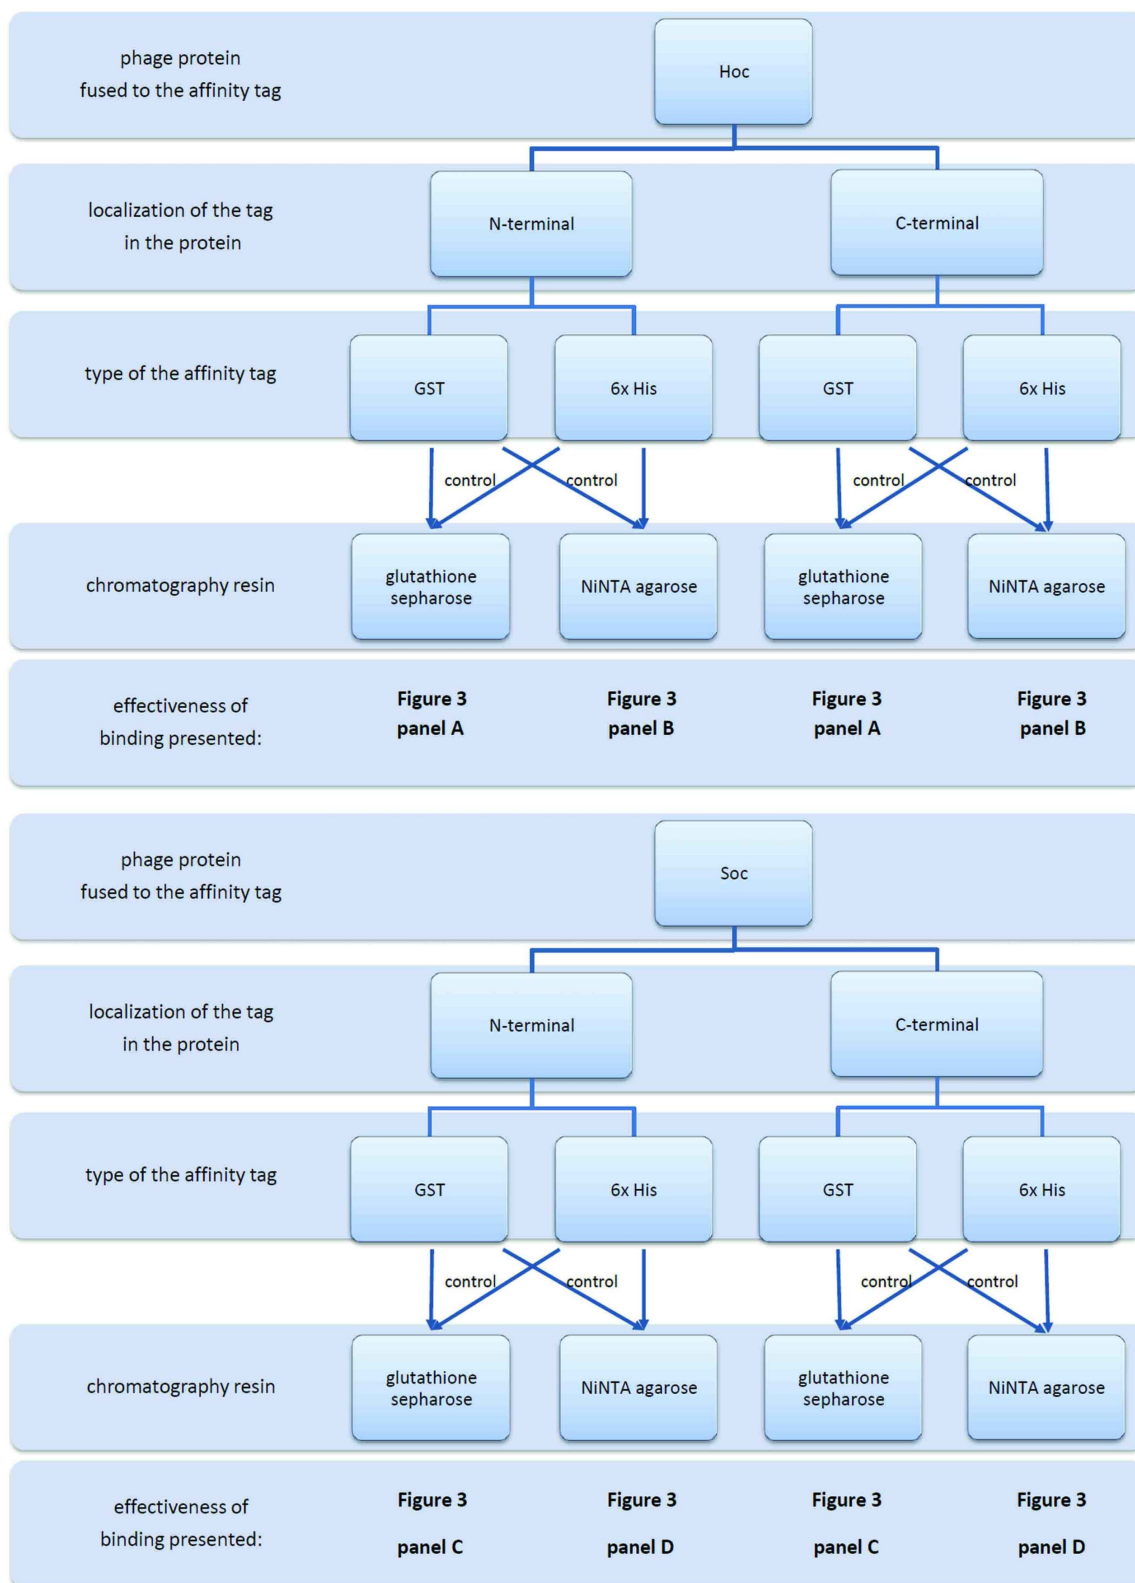 phage protein
fused to the affinity tag
Hoc
localization of the tag
in the protein
N-terminal
C-terminal
type of the affinity tag
GST
6x His
GST
6x His
control
control
control
control
chromatography resin
glutathione
sepharose
NiNTA agarose
glutathione
sepharose
NiNTA agarose
effectiveness of
binding presented:
Figure 3
panel A
Figure 3
panel B
Figure 3
panel A
Figure 3
panel B
phage protein
fused to the affinity tag
Soc
localization of the tag
in the protein
N-terminal
C-terminal
type of the affinity tag
GST
6x His
GST
6x His
control
control
control
control
chromatography resin
glutathione
sepharose
NiNTA agarose
glutathione
sepharose
NiNTA agarose
effectiveness of
binding presented:
Figure 3
panel C
Figure 3
panel D
Figure 3
panel C
Figure 3
panel D